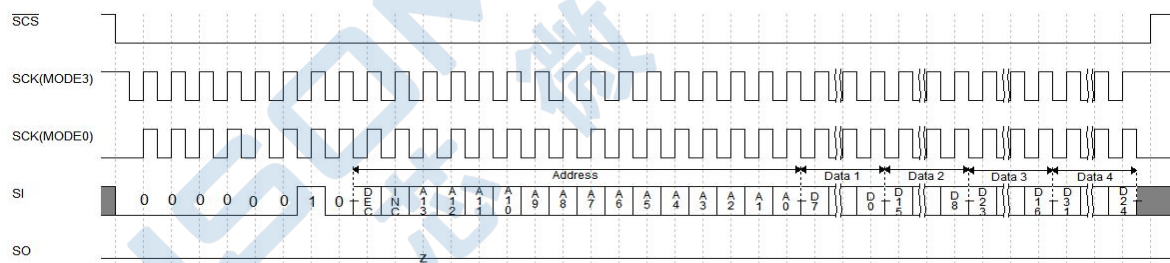 SCS
SCK(MODE3)
SCK(MODE0)
Address Data 1 Data 2 Data 3 Data 4
SI 0 0 0 0 0 0 1 0 DEC INC A13 A12 A11 A10 A9 A8 A7 A6 A5 A4 A3 A2 A1 A0 D7 D0 D15 D8 D23 D16 D31 D24
SO Z
芯微